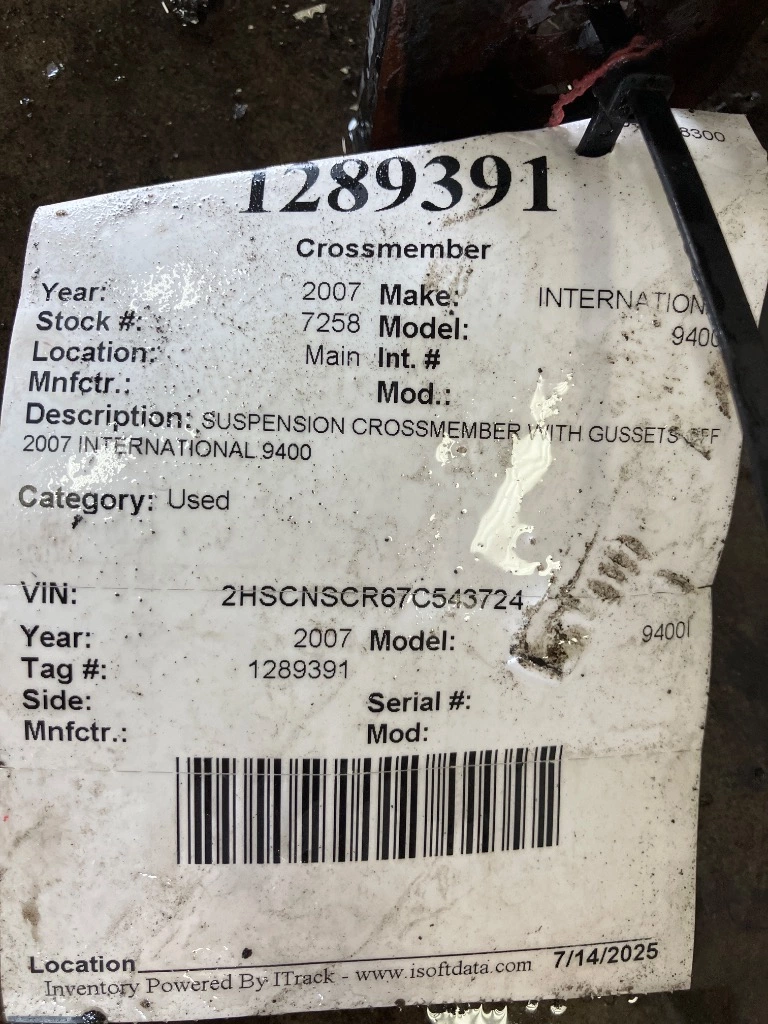 8300
1289391
Crossmember
Year: 2007 Make: INTERNATION
Stock #: 7258 Model: 9400
Location: Main Int. #
Mnfctr.: Mod.:
Description: SUSPENSION CROSSMEMBER WITH GUSSETS OFF
2007 INTERNATIONAL 9400
Category: Used
VIN: 2HSCNSCR67C543724
Year: 2007 Model: 9400I
Tag #: 1289391
Side: Serial #:
Mnfctr.: Mod:
Location 7/14/2025
Inventory Powered By ITrack - www.isoftdata.com